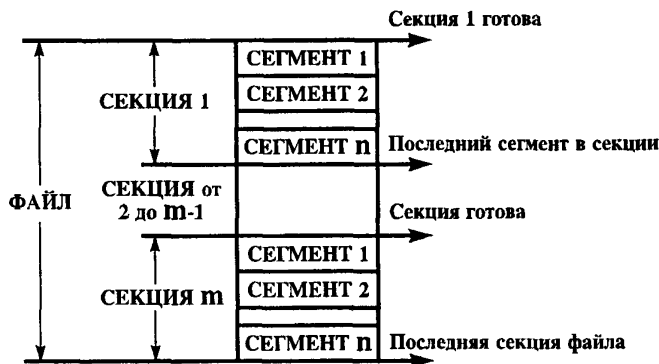 Секция 1 готова
СЕГМЕНТ 1
СЕГМЕНТ 2
СЕКЦИЯ 1
СЕГМЕНТ n
Последний сегмент в секции
СЕКЦИЯ от
2 до m-1
ФАЙЛ
Секция готова
СЕГМЕНТ 1
СЕГМЕНТ 2
СЕКЦИЯ m
СЕГМЕНТ n
Последняя секция файла